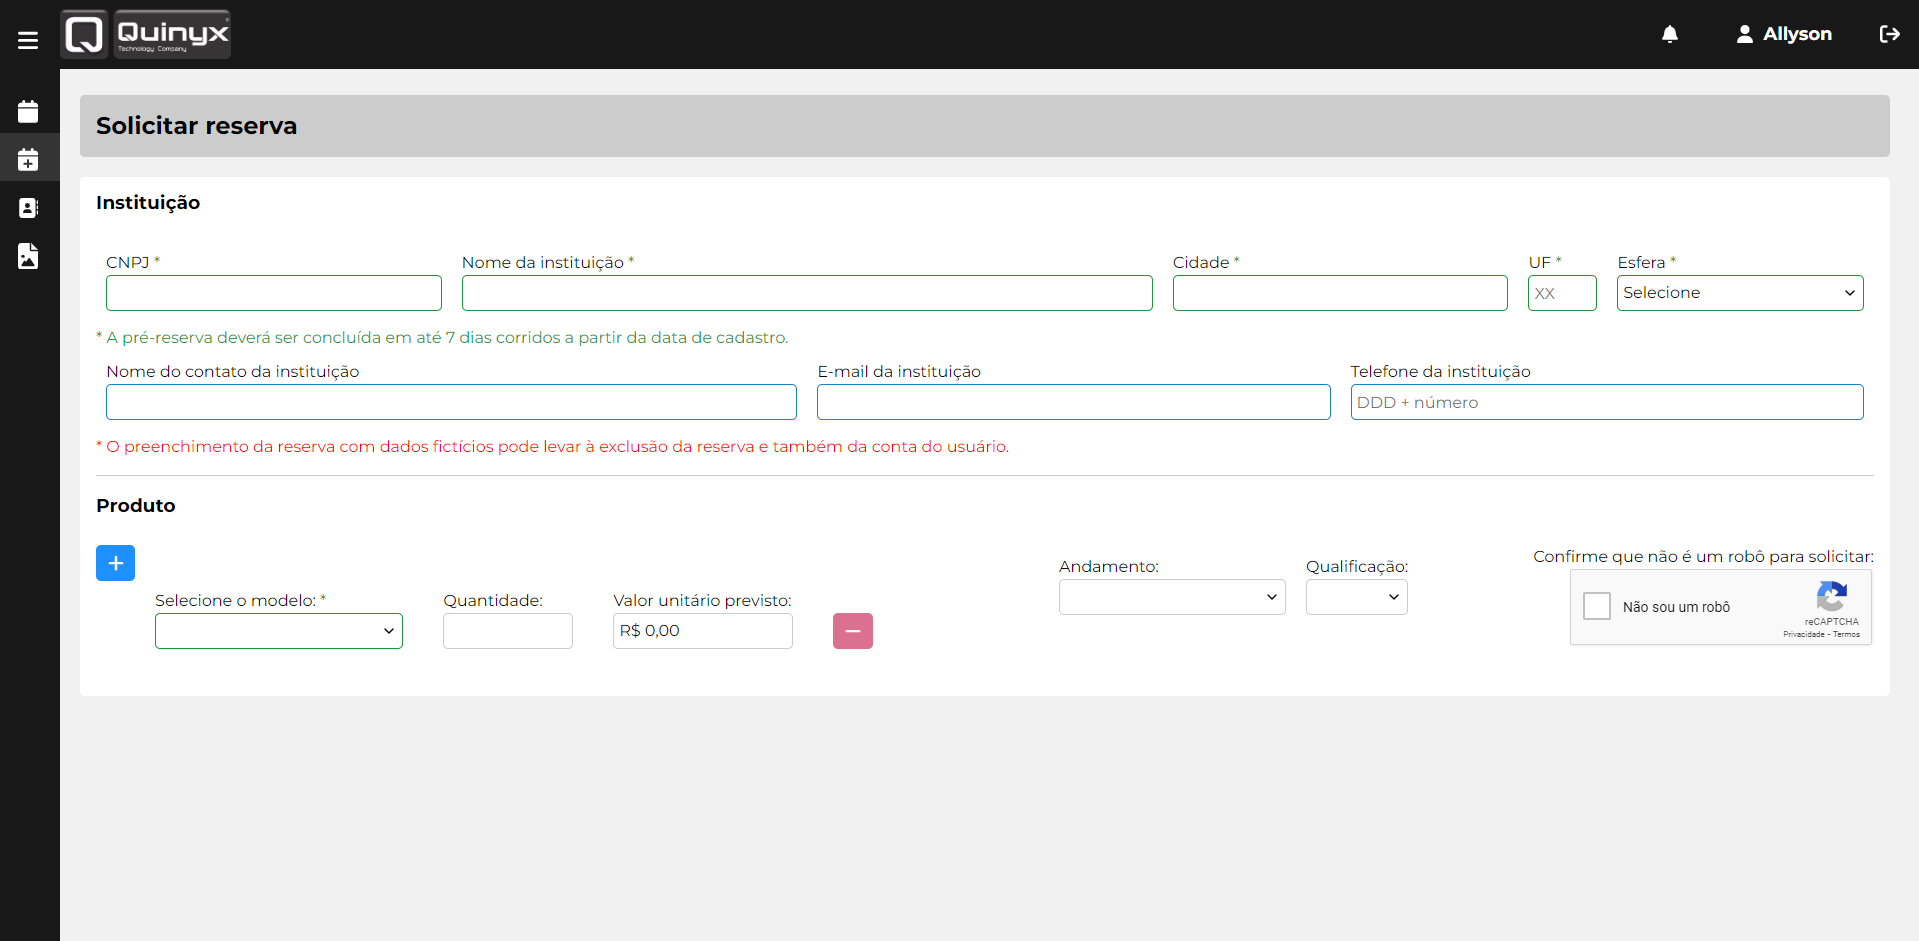 Quinyx
Technology Company
Allyson
Solicitar reserva
Instituição
CNPJ * Nome da instituição * Cidade * UF * Esfera *
XX Selecione
* A pré-reserva deverá ser concluída em até 7 dias corridos a partir da data de cadastro.
Nome do contato da instituição E-mail da instituição Telefone da instituição
DDD + número
* O preenchimento da reserva com dados fictícios pode levar à exclusão da reserva e também da conta do usuário.
Produto
+
Selecione o modelo: * Quantidade: Valor unitário previsto:
R$ 0,00
Andamento: Qualificação:
Confirme que não é um robô para solicitar:
Não sou um robô
reCAPTCHA
Privacidade - Termos